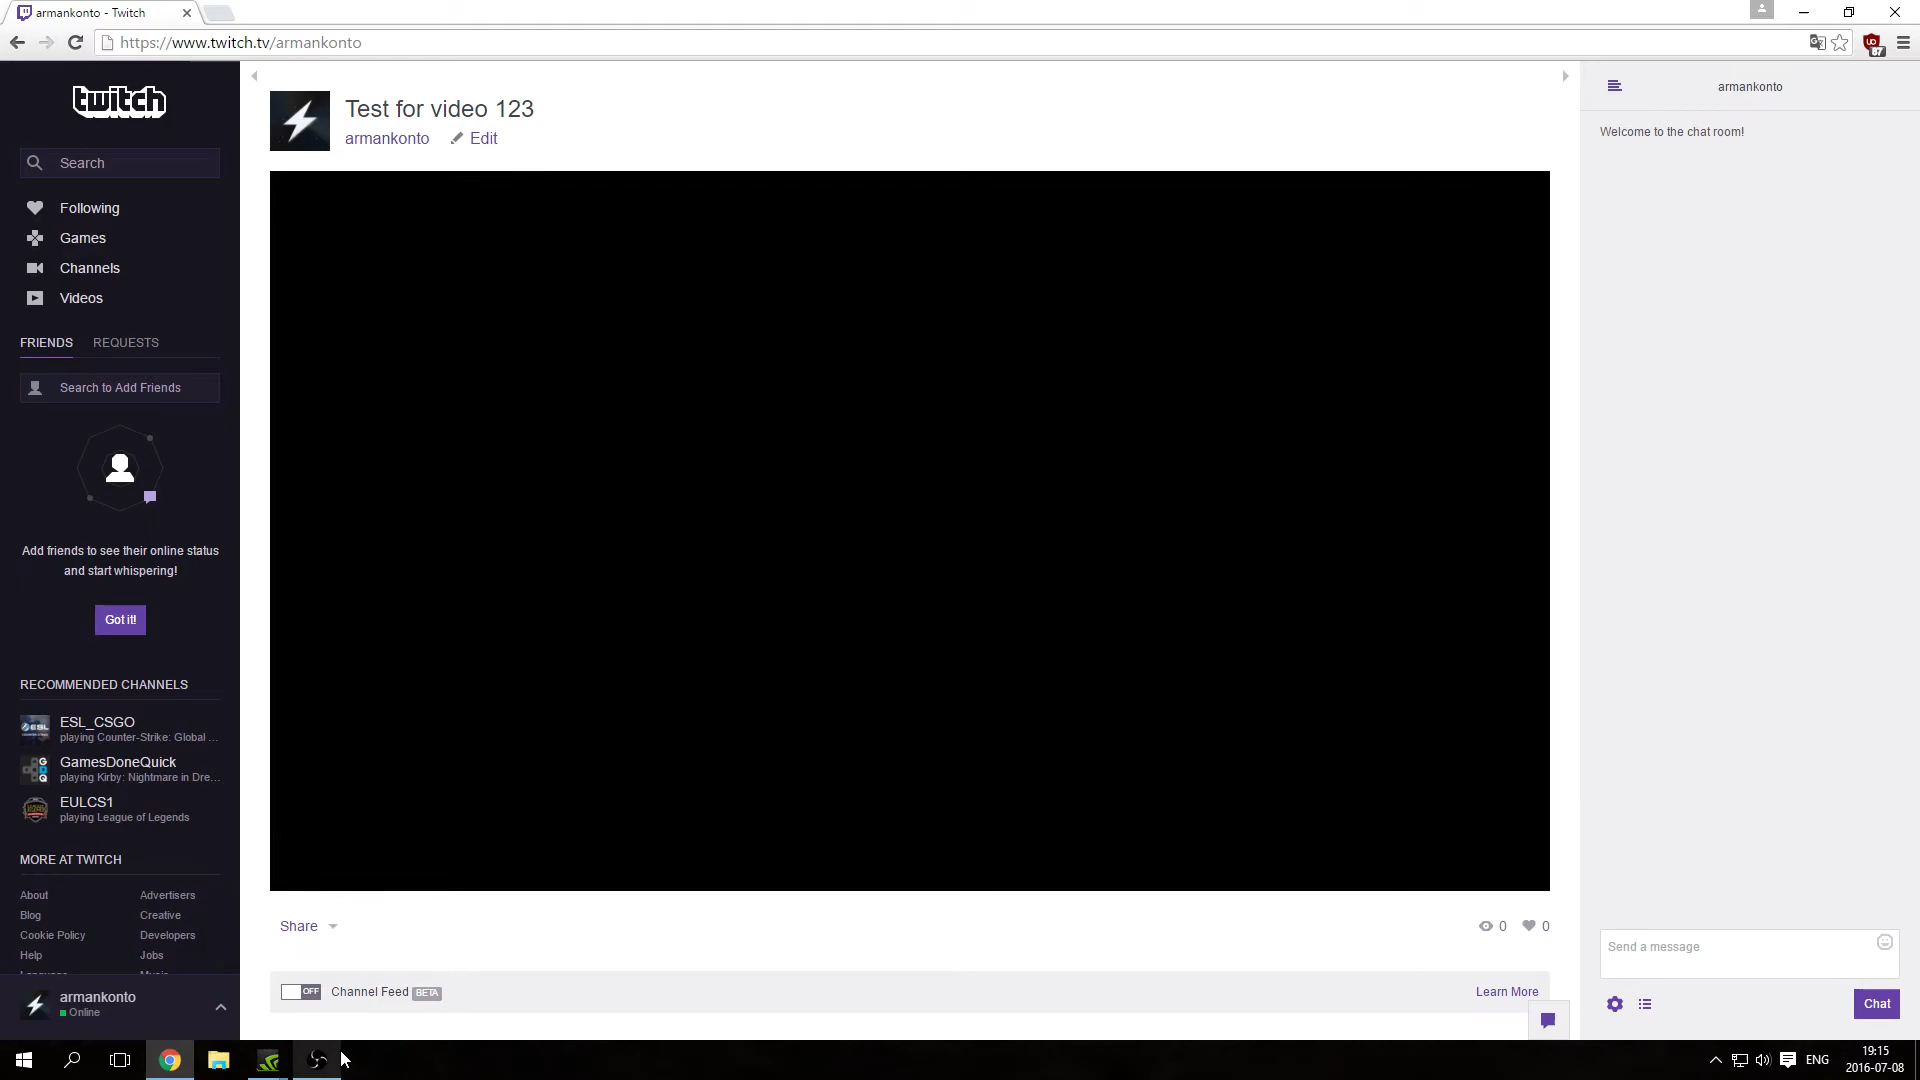 armankonto - Twitch
https://www.twitch.tv/armankonto
87
twitch
Search
Following
Games
Channels
Videos
FRIENDS REQUESTS
Search to Add Friends
Add friends to see their online status
and start whispering!
Got it!
RECOMMENDED CHANNELS
ESL_CSGO
playing Counter-Strike: Global ...
GamesDoneQuick
playing Kirby: Nightmare in Dre...
EULCS1
playing League of Legends
MORE AT TWITCH
About Advertisers
Blog Creative
Cookie Policy Developers
Help Jobs
Language Music
armankonto
Online
Test for video 123
armankonto Edit
Share
0 0
OFF Channel Feed BETA
Learn More
armankonto
Welcome to the chat room!
Send a message
Chat
ENG
19:15
2016-07-08